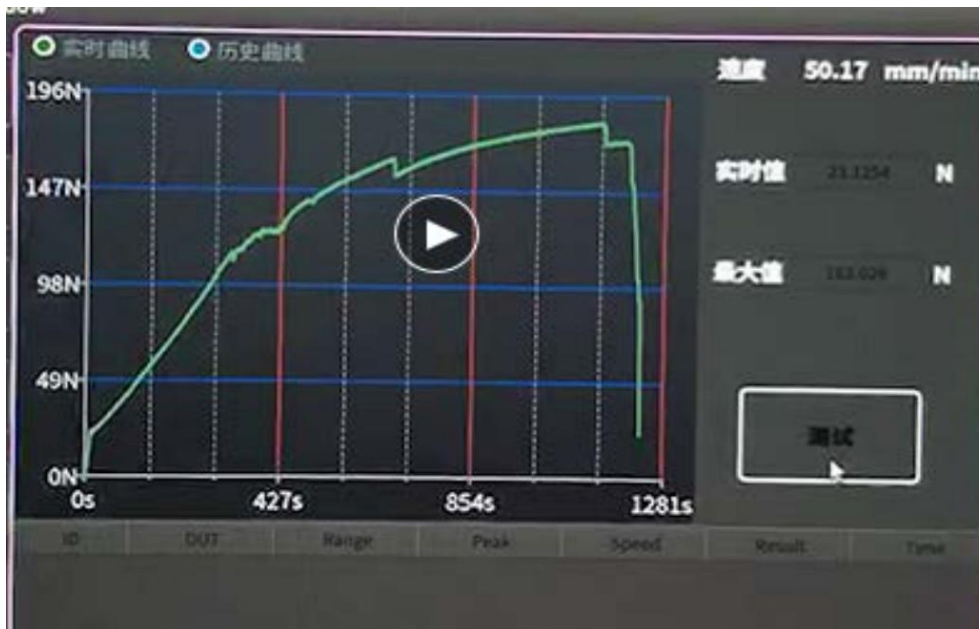 实时曲线 历史曲线
速度 50.17 mm/min
196N
147N
98N
49N
0N
0s 427s 854s 1281s
实时值 23.1254 N
最大值 N
测试
ID DUT Range Peak Speed Result Time